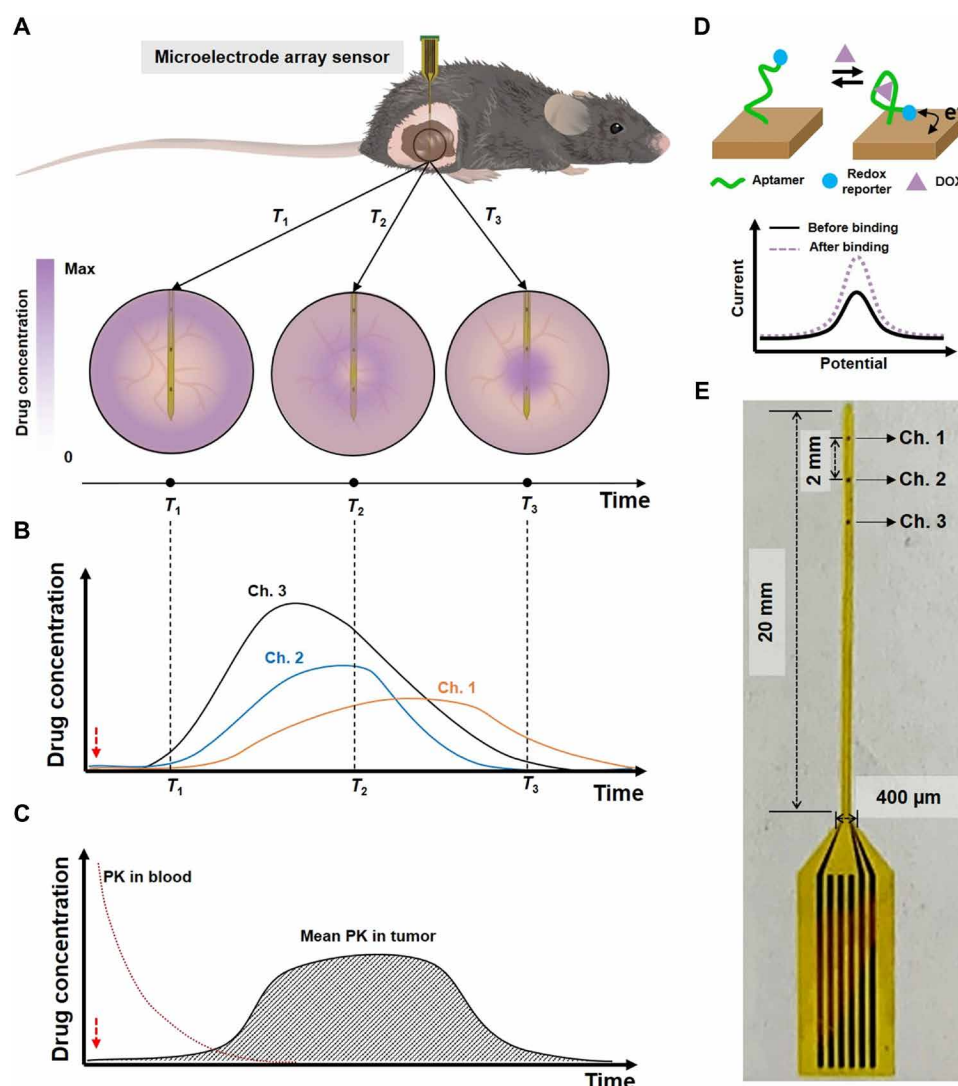 A
Microelectrode array sensor
T1
T2
T3
Drug concentration
Max
0
T1
T2
T3
Time
B
Drug concentration
Ch. 3
Ch. 2
Ch. 1
T1
T2
T3
Time
C
Drug concentration
PK in blood
Mean PK in tumor
Time
D
e
Aptamer
Redox
reporter
DOX
Before binding
After binding
Current
Potential
E
Ch. 1
2 mm
Ch. 2
Ch. 3
20 mm
400 µm